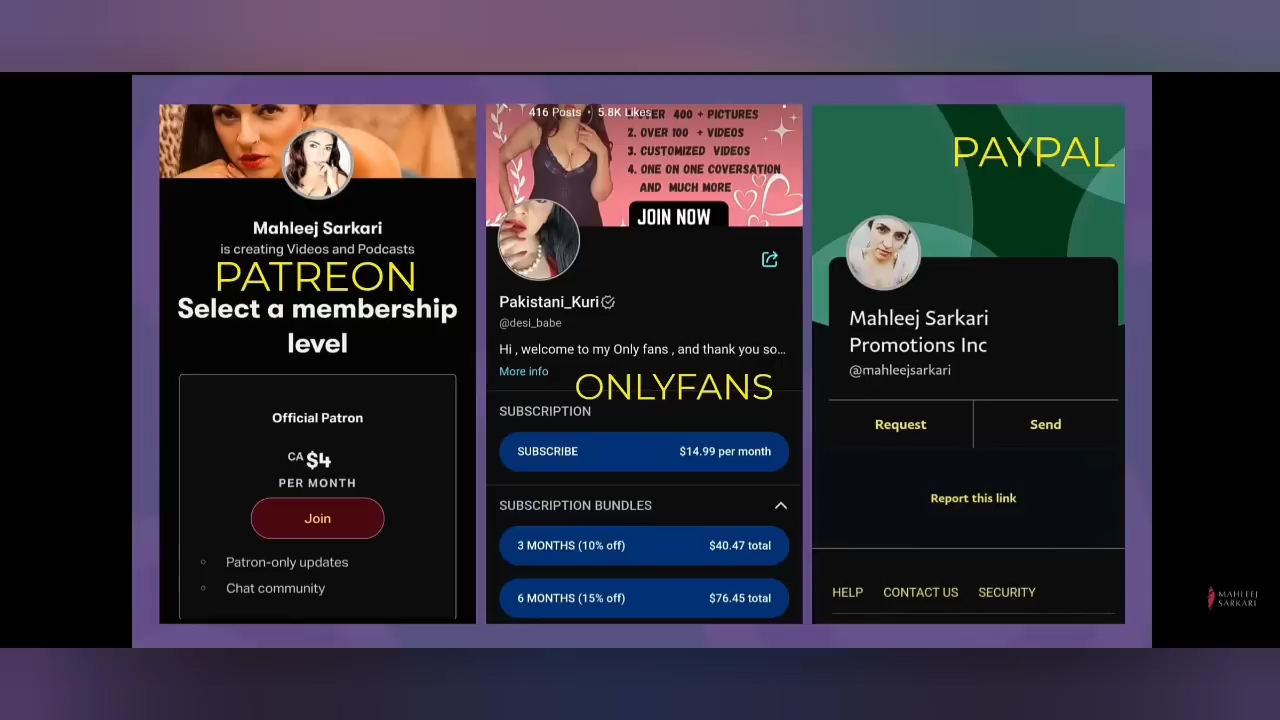 Mahleej Sarkari
is creating Videos and Podcasts
PATREON
Select a membership
level
Official Patron
CA $4
PER MONTH
Join
Patron-only updates
Chat community
416 Posts • 5.8K Likes
OVER 400 + PICTURES
2. OVER 100 + VIDEOS
3. CUSTOMIZED VIDEOS
4. ONE ON ONE COVERSATION
AND MUCH MORE
JOIN NOW
Pakistani_Kuri
@desi_babe
Hi , welcome to my Only fans , and thank you so...
More info
ONLYFANS
SUBSCRIPTION
SUBSCRIBE $14.99 per month
SUBSCRIPTION BUNDLES
3 MONTHS (10% off) $40.47 total
6 MONTHS (15% off) $76.45 total
PAYPAL
Mahleej Sarkari
Promotions Inc
@mahleejsarkari
Request Send
Report this link
HELP CONTACT US SECURITY
MAHLEEJ
SARKARI